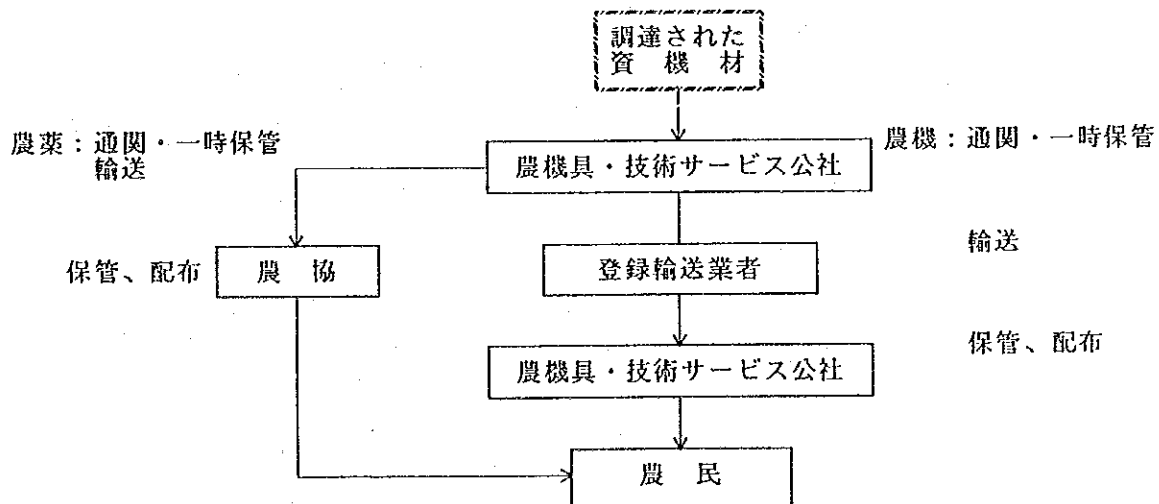 調達された
資機材
農薬：通関・一時保管
輸送
農機：通関・一時保管
農機具・技術サービス公社
輸送
保管、配布
農協
登録輸送業者
保管、配布
農機具・技術サービス公社
農民